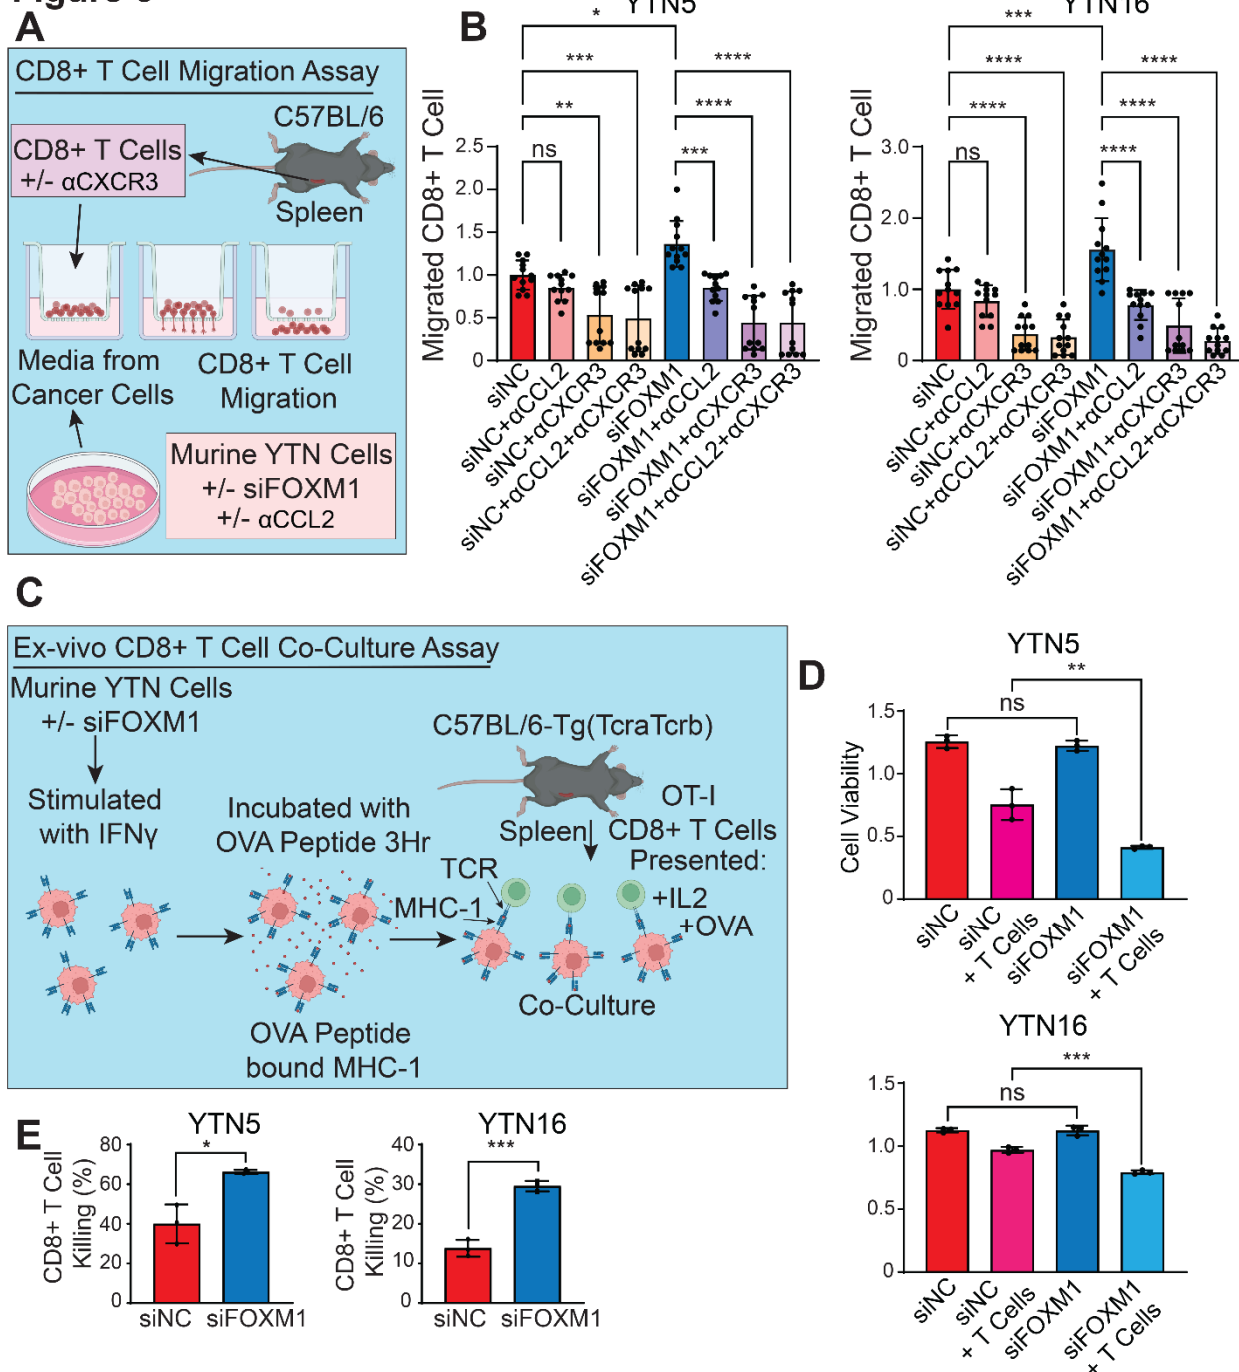 A
CD8+ T Cell Migration Assay
C57BL/6
CD8+ T Cells
+/- αCXCR3
Spleen
Media from
Cancer Cells
CD8+ T Cell
Migration
Murine YTN Cells
+/- siFOXM1
+/- αCCL2
B
YTN5
Migrated CD8+ T Cell
2.5
2.0
1.5
1.0
0.5
0
*
***
**
ns
****
****
***
siNC
siNC+αCCL2
siNC+αCXCR3
siNC+αCCL2+αCXCR3
siFOXM1
siFOXM1+αCCL2
siFOXM1+αCXCR3
siFOXM1+αCCL2+αCXCR3
YTN16
Migrated CD8+ T Cell
3.0
2.0
1.0
0
***
****
****
ns
****
****
****
siNC
siNC+αCCL2
siNC+αCXCR3
siNC+αCCL2+αCXCR3
siFOXM1
siFOXM1+αCCL2
siFOXM1+αCXCR3
siFOXM1+αCCL2+αCXCR3
C
Ex-vivo CD8+ T Cell Co-Culture Assay
Murine YTN Cells
+/- siFOXM1
Stimulated
with IFNγ
Incubated with
OVA Peptide 3Hr
OVA Peptide
bound MHC-1
C57BL/6-Tg(TcraTcrb)
Spleen
OT-I
CD8+ T Cells
Presented:
+IL2
+OVA
TCR
MHC-1
Co-Culture
D
YTN5
Cell Viability
1.5
1.0
0.5
0
**
ns
siNC
siNC
+ T Cells
siFOXM1
siFOXM1
+ T Cells
YTN16
1.5
1.0
0.5
0
***
ns
siNC
siNC
+ T Cells
siFOXM1
siFOXM1
+ T Cells
E
YTN5
CD8+ T Cell
Killing (%)
80
60
40
20
0
*
siNC
siFOXM1
YTN16
CD8+ T Cell
Killing (%)
40
30
20
10
0
***
siNC
siFOXM1